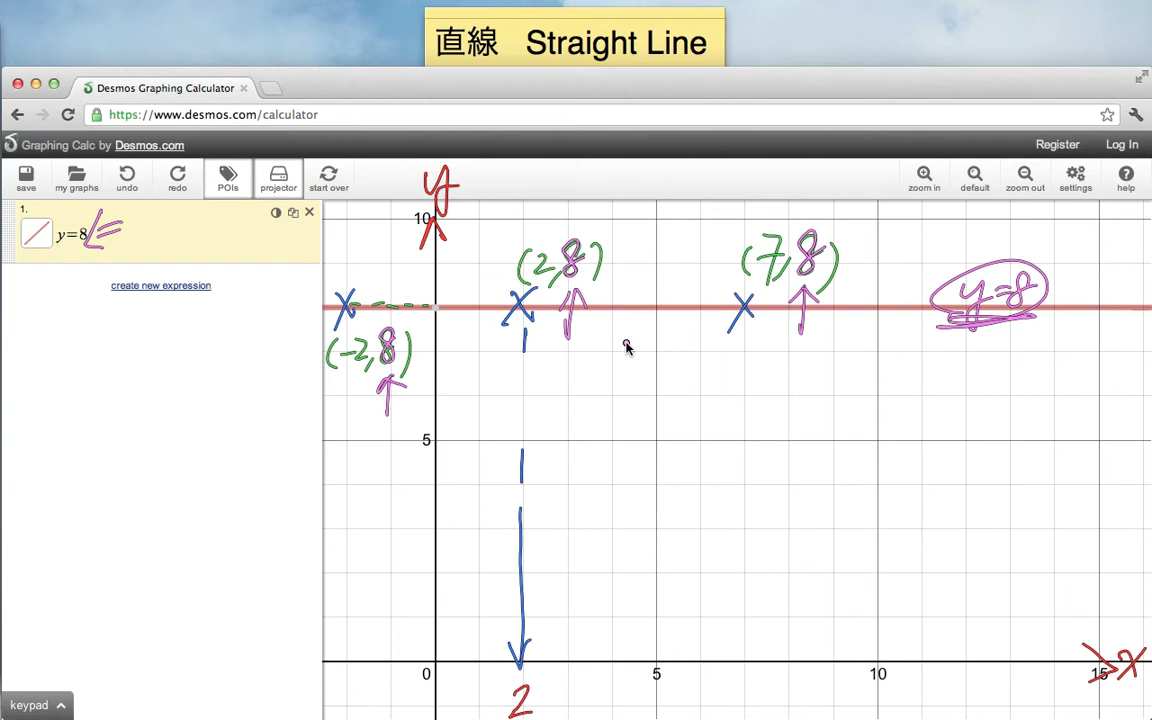 直線 Straight Line
Desmos Graphing Calculator
https://www.desmos.com/calculator
Graphing Calc by Desmos.com
Register
Log In
save
my graphs
undo
redo
POIs
projector
start over
zoom in
default
zoom out
settings
help
1.
y=8
create new expression
y
10
(2,8)
(7,8)
y=8
(-2,8)
5
0
5
10
15
x
2
keypad